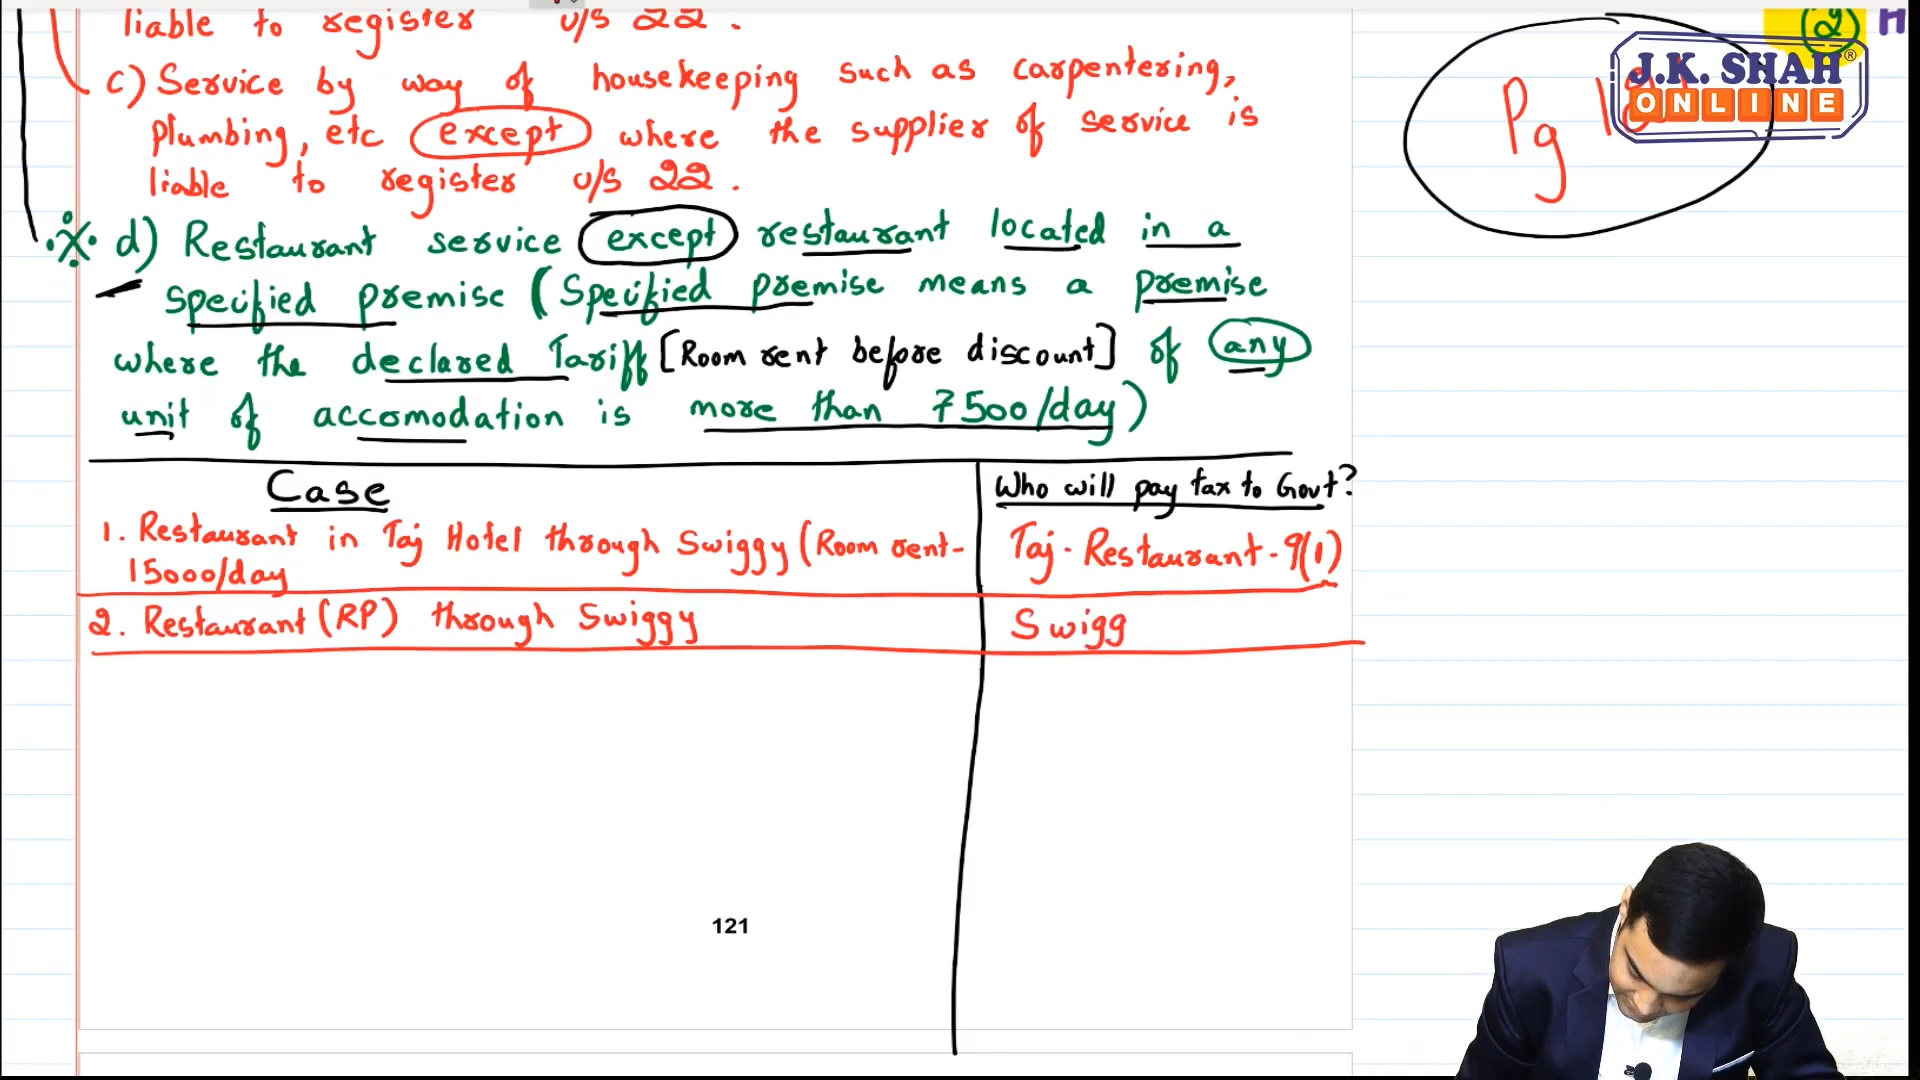 liable to register u/s 22.
c) Service by way of housekeeping such as carpentering,
plumbing, etc except where the supplier of service is
liable to register u/s 22.
d) Restaurant service except restaurant located in a
specified premise (Specified premise means a premise
where the declared Tariff [Room rent before discount] of any
unit of accomodation is more than 7500/day)
Case
Who will pay tax to Govt?
1. Restaurant in Taj Hotel through Swiggy (Room rent-
15000/day
Taj - Restaurant - 9(1)
2. Restaurant (RP) through Swiggy
Swigg
121
Pg
2
H
J.K. SHAH®
ONLINE